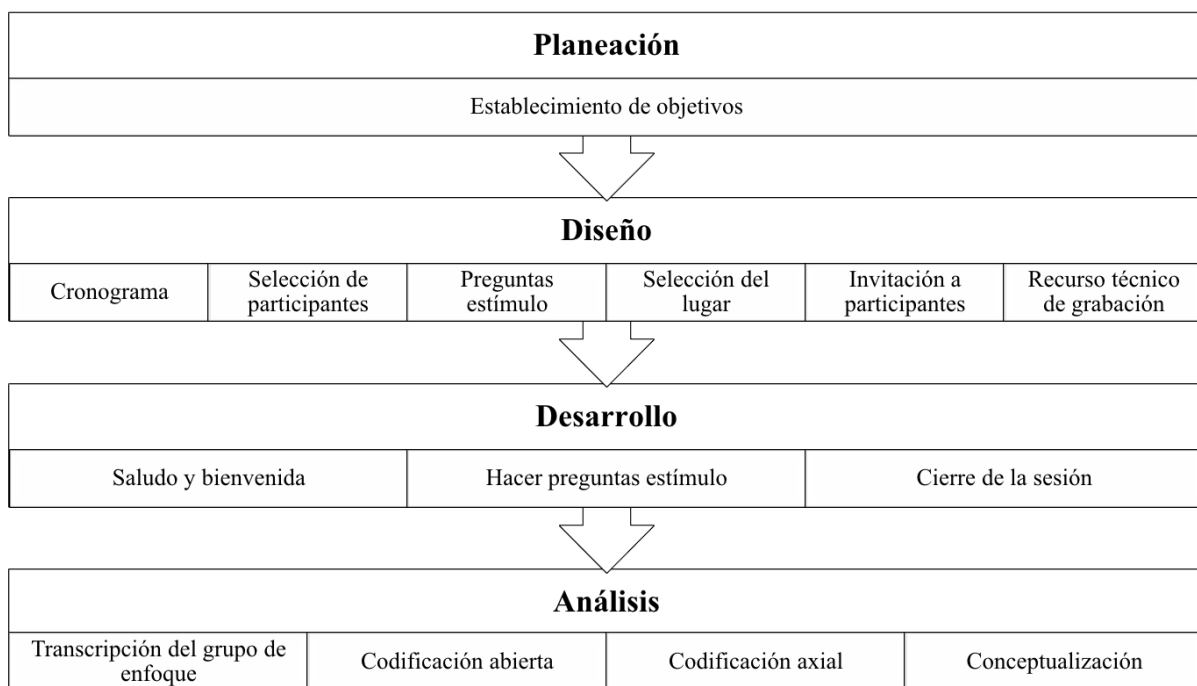 Planeación
Establecimiento de objetivos
Diseño
Cronograma
Selección de
participantes
Preguntas
estímulo
Selección del
lugar
Invitación a
participantes
Recurso técnico
de grabación
Desarrollo
Saludo y bienvenida
Hacer preguntas estímulo
Cierre de la sesión
Análisis
Transcripción del grupo de
enfoque
Codificación abierta
Codificación axial
Conceptualización